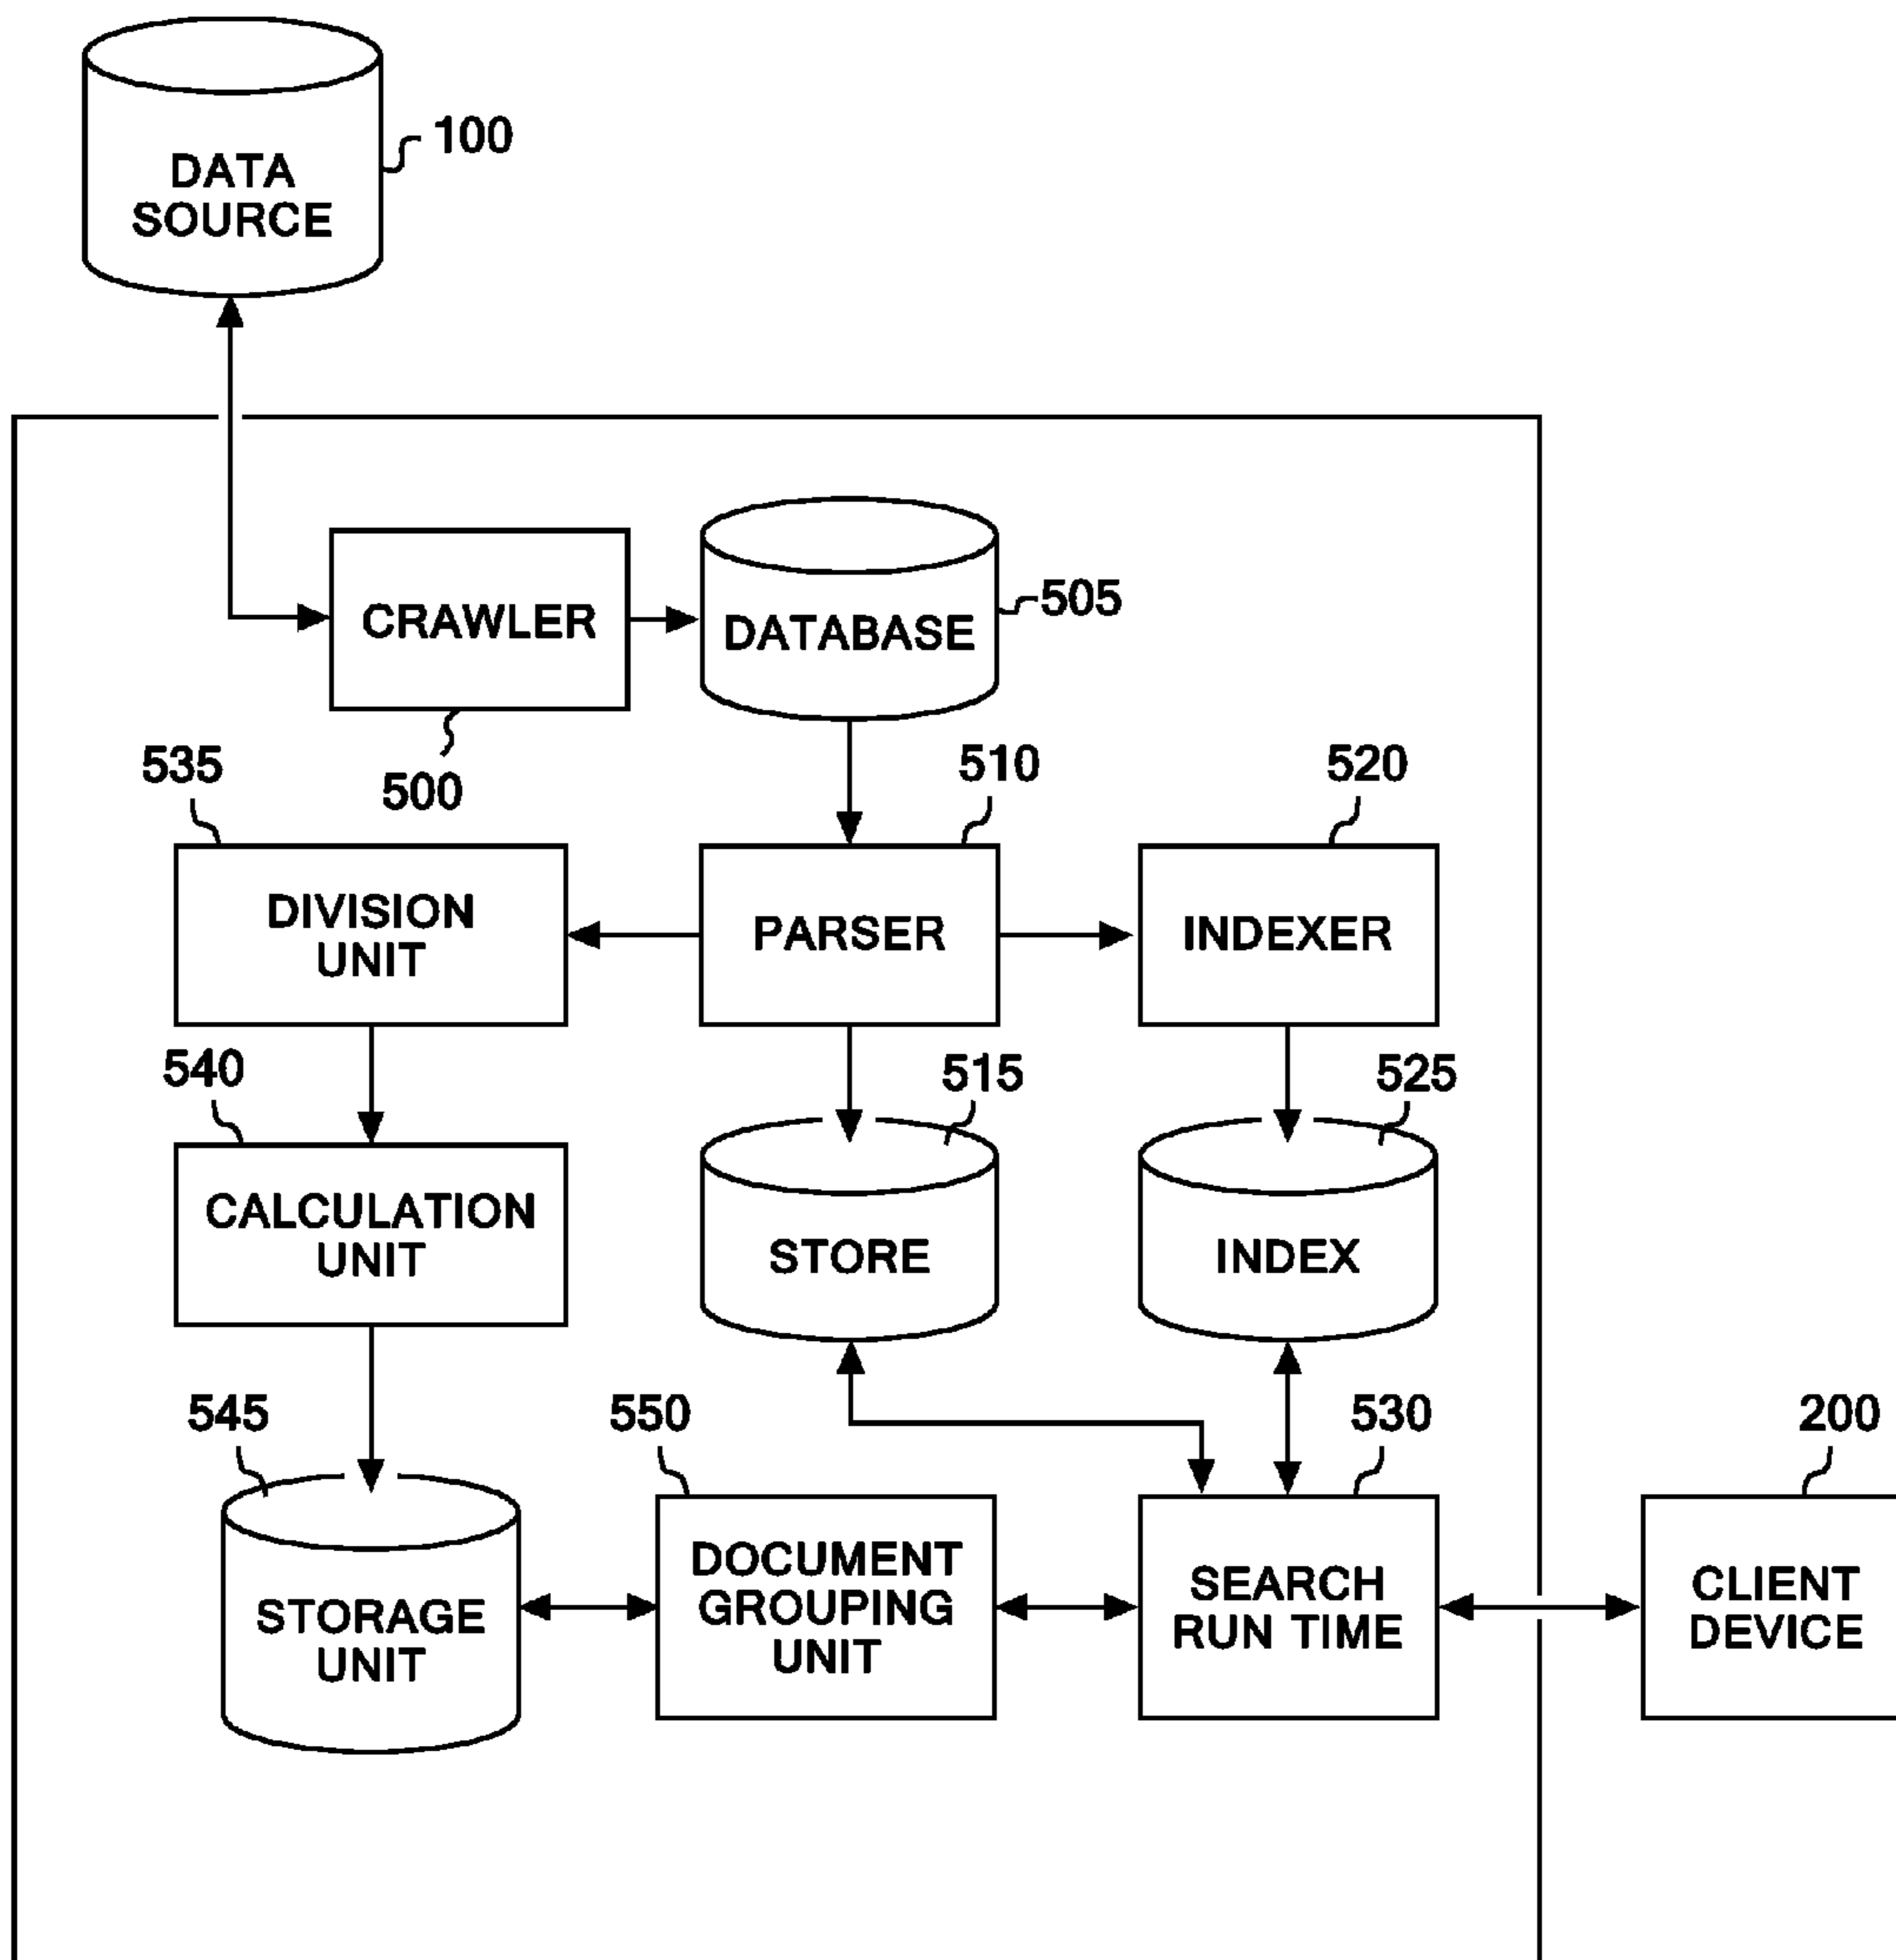 100
DATA
SOURCE
CRAWLER
DATABASE
505
500
535
510
520
DIVISION
UNIT
PARSER
INDEXER
540
515
525
CALCULATION
UNIT
STORE
INDEX
545
550
530
200
STORAGE
UNIT
DOCUMENT
GROUPING
UNIT
SEARCH
RUN TIME
CLIENT
DEVICE